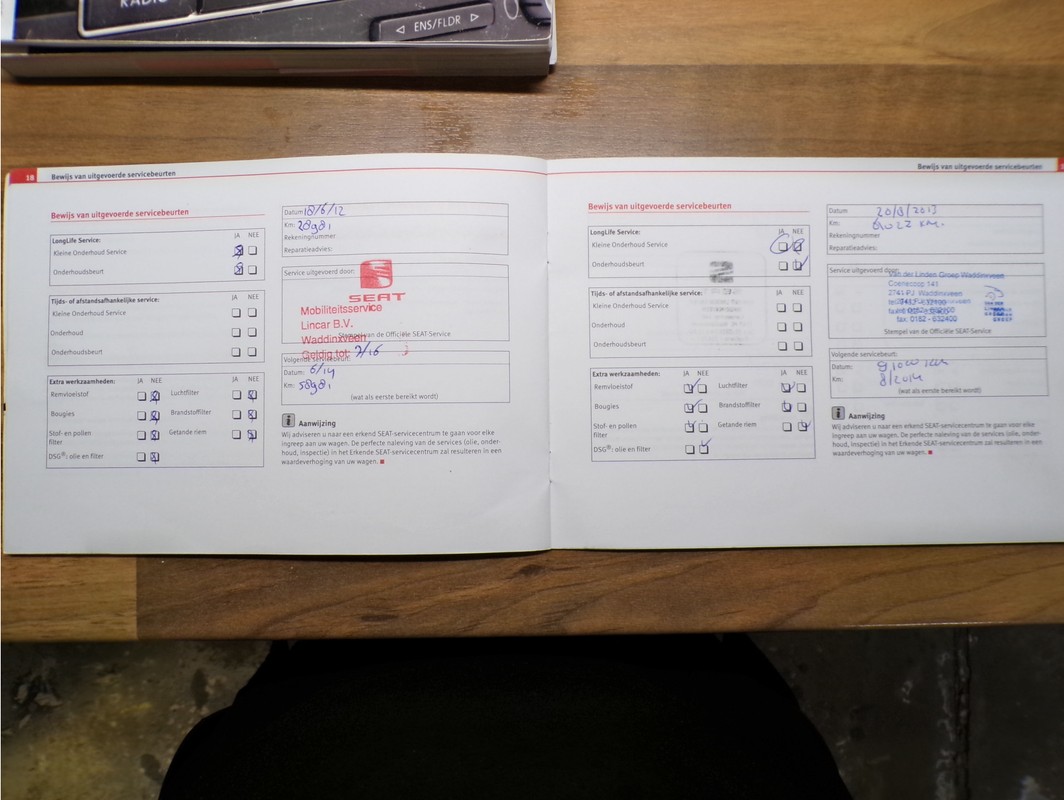 RADIO
ENS/FLDR
18 Bewijs van uitgevoerde servicebeurten
Bewijs van uitgevoerde servicebeurten
LongLife Service: JA NEE
Kleine Onderhoud Service
Onderhoudsbeurt
Tijds- of afstandsafhankelijke service: JA NEE
Kleine Onderhoud Service
Onderhoud
Onderhoudsbeurt
Extra werkzaamheden: JA NEE JA NEE
Remvloeistof Luchtfilter
Bougies Brandstoffilter
Stof- en pollen Getande riem
filter
DSG®: olie en filter
Datum 18/6/12
Km: 28981
Rekeningnummer
Reparatieadvies:
Service uitgevoerd door:
SEAT
Mobiliteitsservice
Lincar B.V.
Waddinxveen
Stempel van de Officiële SEAT-Service
Geldig tot:
Volgende servicebeurt:
Datum: 6/14
Km: 58981
(wat als eerste bereikt wordt)
i Aanwijzing
Wij adviseren u naar een erkend SEAT-servicecentrum te gaan voor elke
ingreep aan uw wagen. De perfecte naleving van de services (olie, onder-
houd, inspectie) in het Erkende SEAT-servicecentrum zal resulteren in een
waardeverhoging van uw wagen.
Bewijs van uitgevoerde servicebeurten
Bewijs van uitgevoerde servicebeurten
LongLife Service: JA NEE
Kleine Onderhoud Service
Onderhoudsbeurt
Tijds- of afstandsafhankelijke service: JA NEE
Kleine Onderhoud Service
Onderhoud
Onderhoudsbeurt
Extra werkzaamheden: JA NEE JA NEE
Remvloeistof Luchtfilter
Bougies Brandstoffilter
Stof- en pollen Getande riem
filter
DSG®: olie en filter
Datum 20/8/2013
Km: km.
Rekeningnummer
Reparatieadvies:
Service uitgevoerd door:
Van der Linden Groep Waddinxveen
Coenecoop 141
2741 PJ Waddinxveen
fax: 0182 - 632400
Stempel van de Officiële SEAT-Service
Volgende servicebeurt:
Datum:
Km: 8/2014
(wat als eerste bereikt wordt)
i Aanwijzing
Wij adviseren u naar een erkend SEAT-servicecentrum te gaan voor elke
ingreep aan uw wagen. De perfecte naleving van de services (olie, onder-
houd, inspectie) in het Erkende SEAT-servicecentrum zal resulteren in een
waardeverhoging van uw wagen.